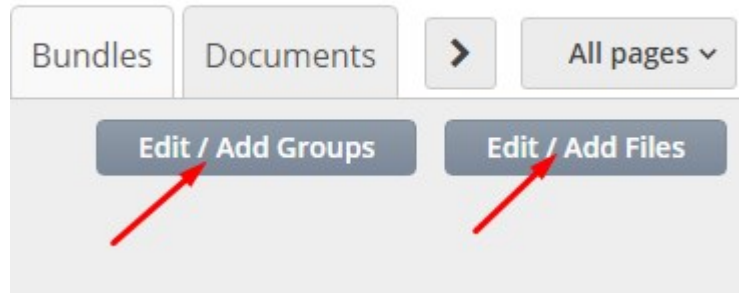 Bundles Documents > All pages
Edit / Add Groups Edit / Add Files